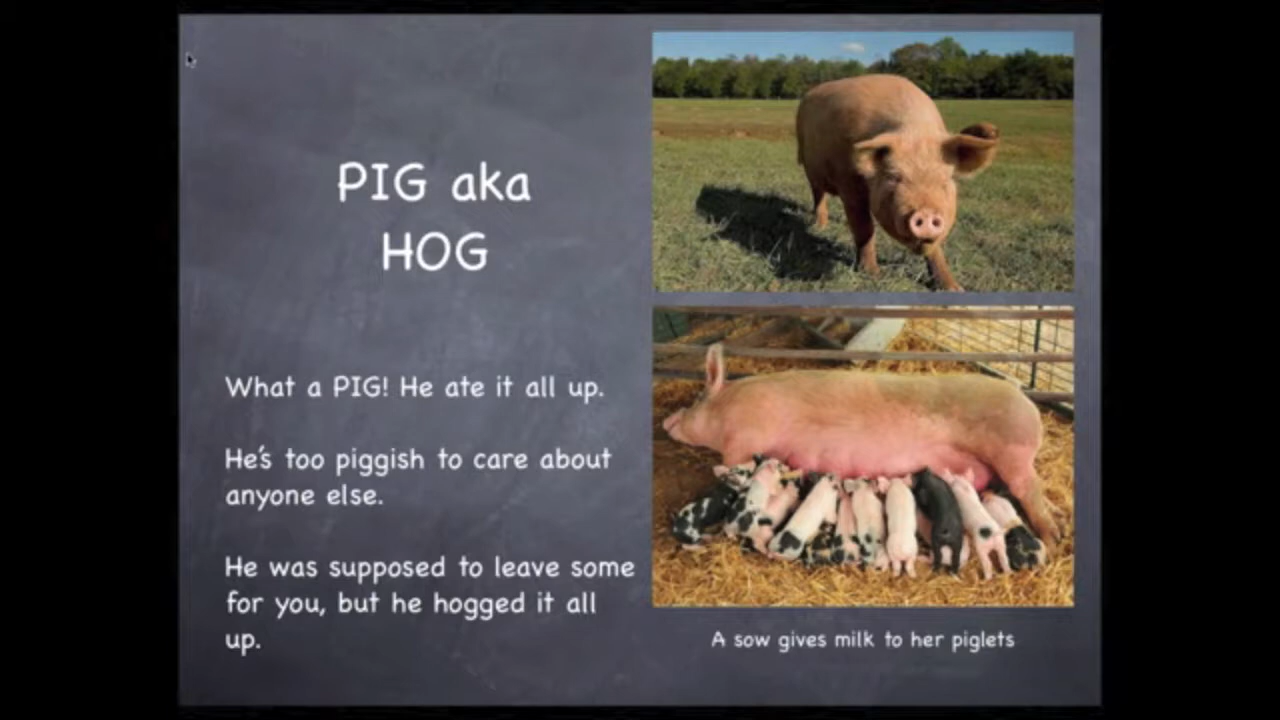 PIG aka
HOG
What a PIG! He ate it all up.
He's too piggish to care about
anyone else.
He was supposed to leave some
for you, but he hogged it all
up.
A sow gives milk to her piglets